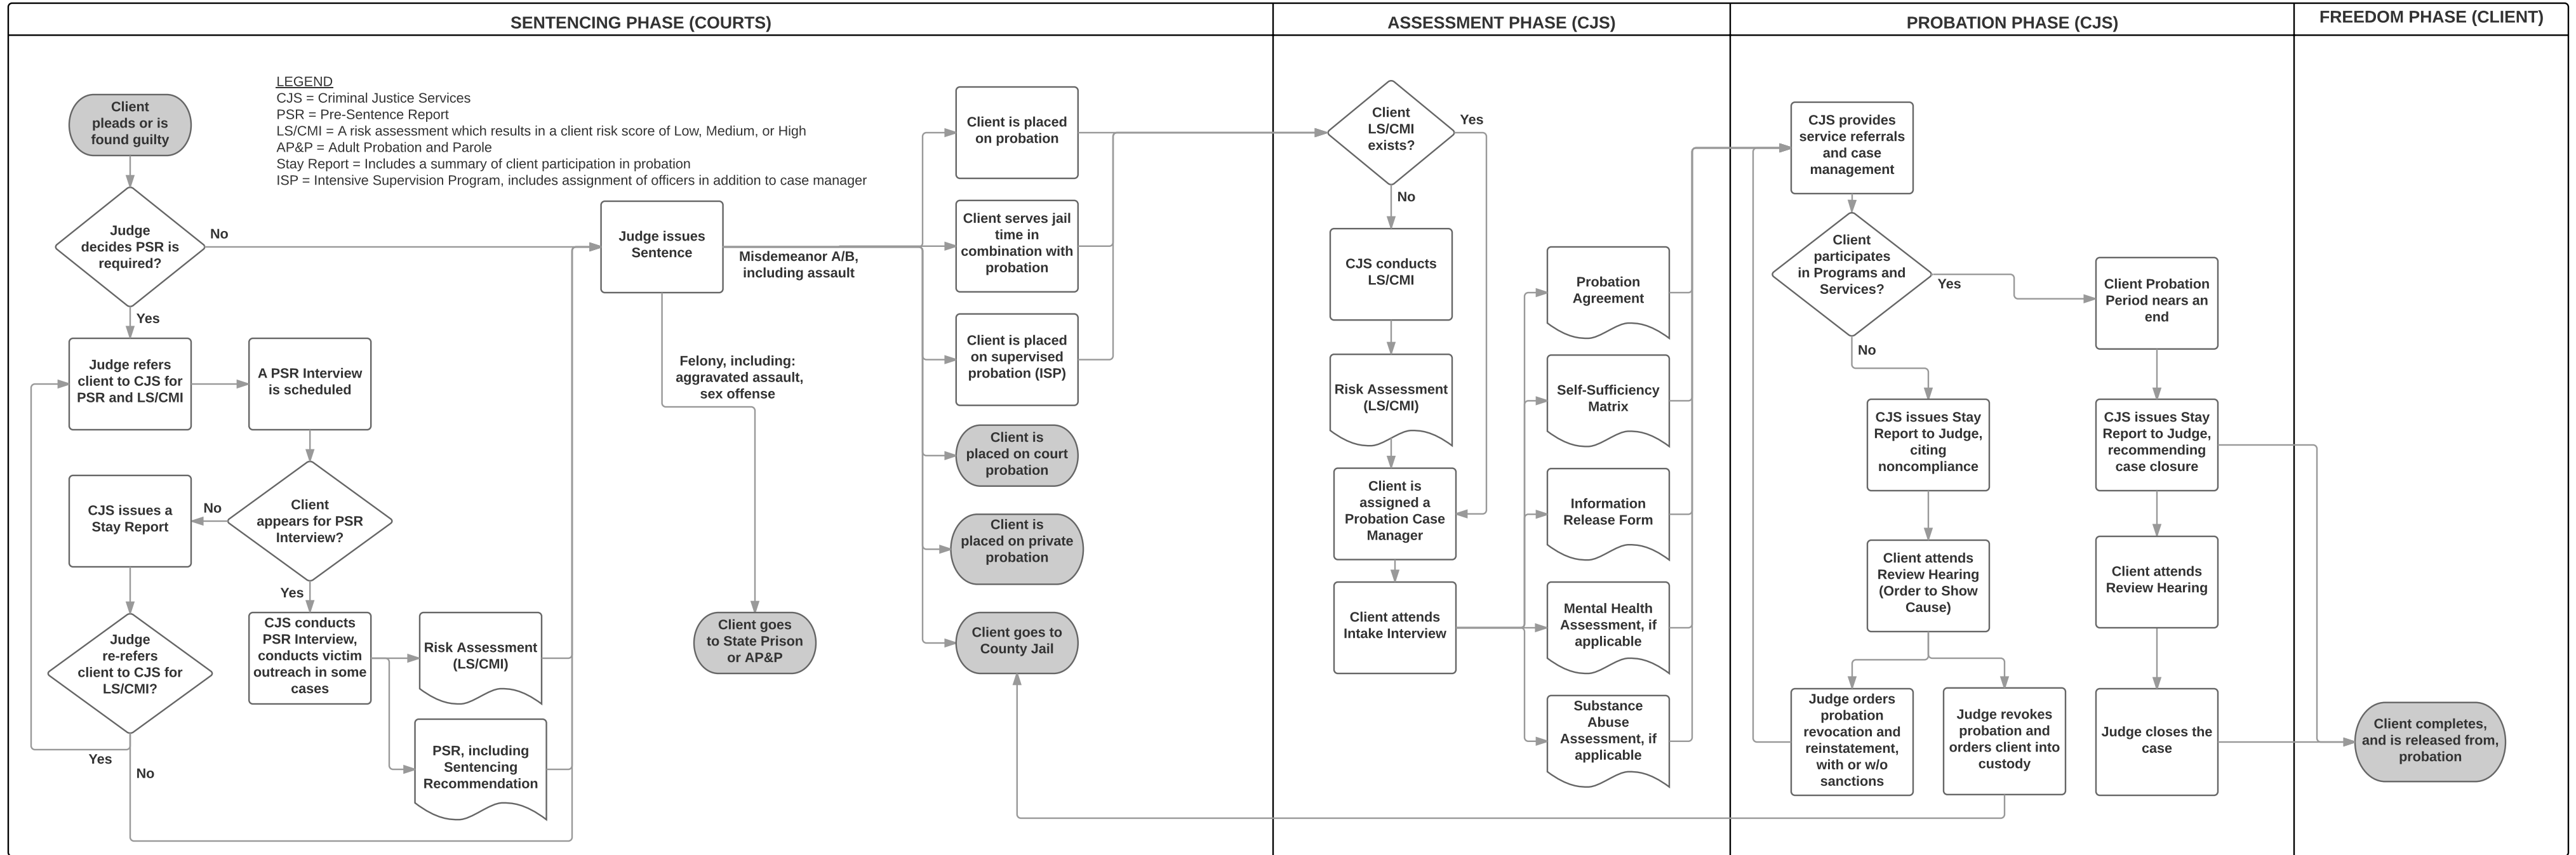 SENTENCING PHASE (COURTS)
ASSESSMENT PHASE (CJS)
PROBATION PHASE (CJS)
FREEDOM PHASE (CLIENT)
LEGEND
CJS = Criminal Justice Services
PSR = Pre-Sentence Report
LS/CMI = A risk assessment which results in a client risk score of Low, Medium, or High
AP&P = Adult Probation and Parole
Stay Report = Includes a summary of client participation in probation
ISP = Intensive Supervision Program, includes assignment of officers in addition to case manager
Client
pleads or is
found guilty
Judge
decides PSR is
required?
No
Yes
Judge refers
client to CJS for
PSR and LS/CMI
A PSR Interview
is scheduled
Client
appears for PSR
Interview?
No
Yes
CJS issues a
Stay Report
Judge
re-refers
client to CJS for
LS/CMI?
Yes
No
CJS conducts
PSR Interview,
conducts victim
outreach in some
cases
Risk Assessment
(LS/CMI)
PSR, including
Sentencing
Recommendation
Judge issues
Sentence
Misdemeanor A/B,
including assault
Felony, including:
aggravated assault,
sex offense
Client goes
to State Prison
or AP&P
Client is placed
on probation
Client serves jail
time in
combination with
probation
Client is placed
on supervised
probation (ISP)
Client is
placed on court
probation
Client is
placed on private
probation
Client goes to
County Jail
Client
LS/CMI
exists?
Yes
No
CJS conducts
LS/CMI
Risk Assessment
(LS/CMI)
Client is
assigned a
Probation Case
Manager
Client attends
Intake Interview
Probation
Agreement
Self-Sufficiency
Matrix
Information
Release Form
Mental Health
Assessment, if
applicable
Substance
Abuse
Assessment, if
applicable
CJS provides
service referrals
and case
management
Client
participates
in Programs and
Services?
Yes
No
CJS issues Stay
Report to Judge,
citing
noncompliance
Client attends
Review Hearing
(Order to Show
Cause)
Judge orders
probation
revocation and
reinstatement,
with or w/o
sanctions
Judge revokes
probation and
orders client into
custody
Client Probation
Period nears an
end
CJS issues Stay
Report to Judge,
recommending
case closure
Client attends
Review Hearing
Judge closes the
case
Client completes,
and is released from,
probation